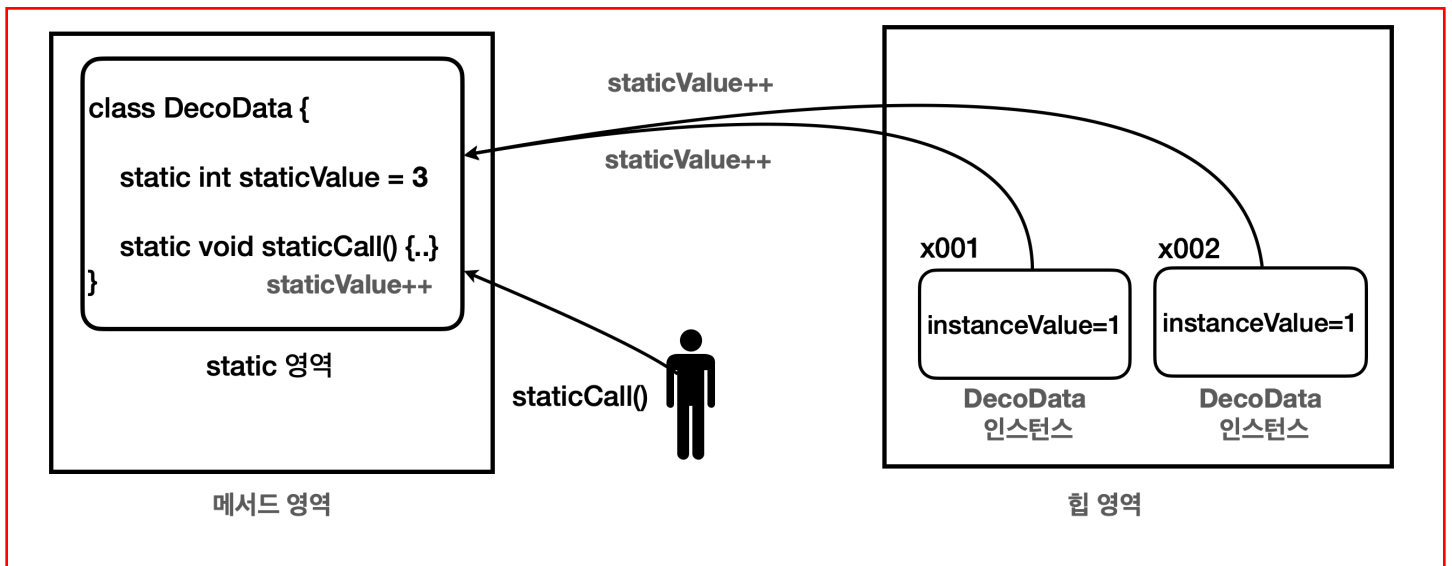 class DecoData {
static int staticValue = 3
static void staticCall() {..}
}
staticValue++
static 영역
메서드 영역
staticValue++
staticValue++
staticCall()
x001
instanceValue=1
DecoData
인스턴스
x002
instanceValue=1
DecoData
인스턴스
힙 영역